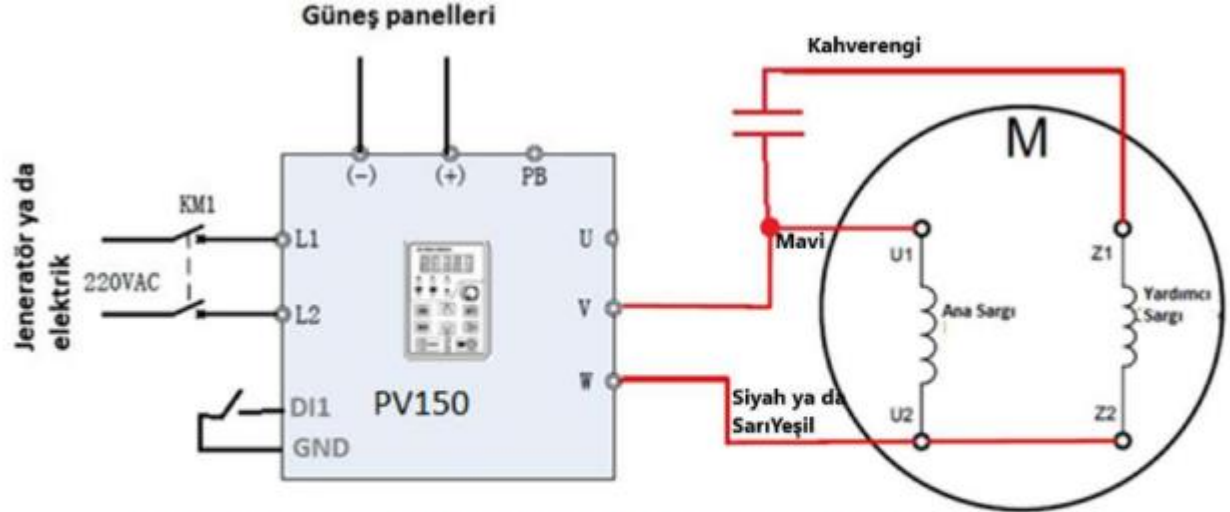 Güneş panelleri
Kahverengi
M
(-)
(+)
PB
Jeneratör ya da
elektrik
KM1
220VAC
L1
L2
DI1
GND
PV150
U
V
W
Mavi
U1
Z1
Ana Sargı
Yardımcı
Sargı
Siyah ya da
SarıYeşil
U2
Z2